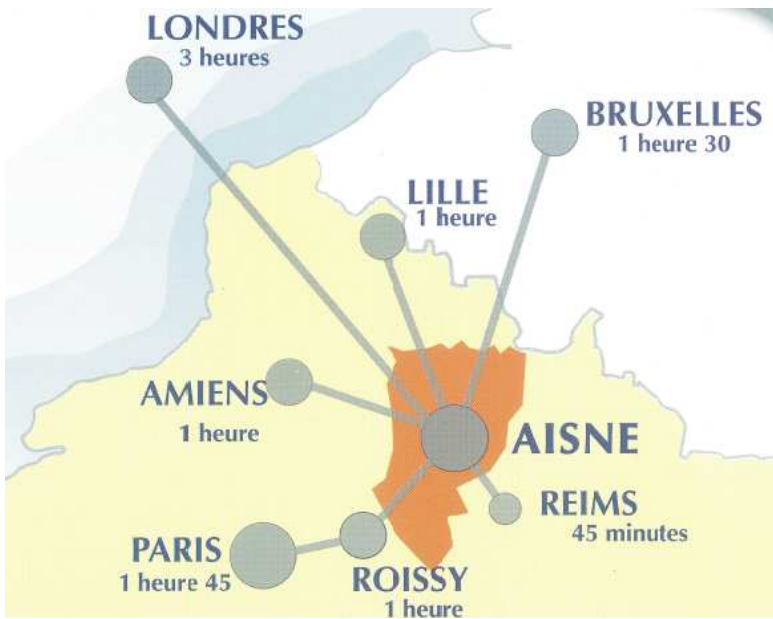 LONDRES
3 heures
BRUXELLES
1 heure 30
LILLE
1 heure
AMIENS
1 heure
AISNE
REIMS
45 minutes
PARIS
1 heure 45
ROISSY
1 heure